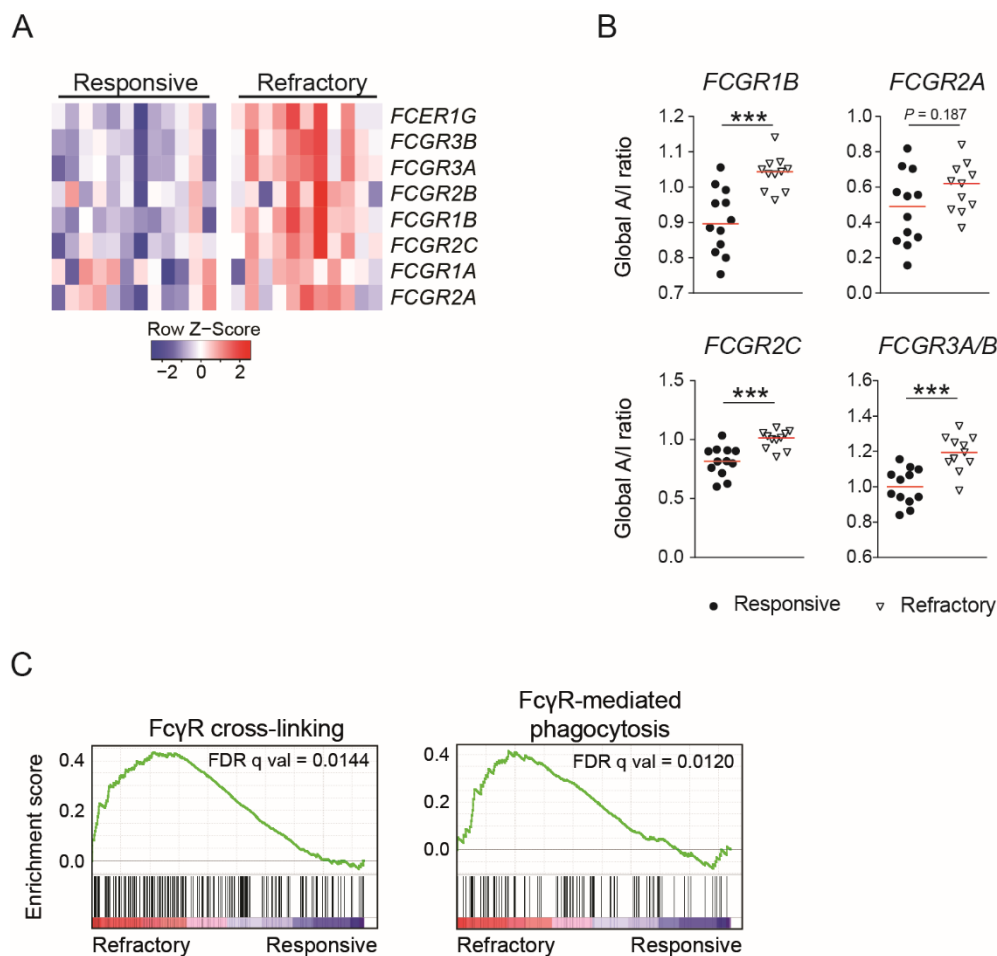 A
Responsive Refractory
FCER1G
FCGR3B
FCGR3A
FCGR2B
FCGR1B
FCGR2C
FCGR1A
FCGR2A
Row Z−Score
−2 0 2
B
FCGR1B
Global A/I ratio
1.2
1.1
1.0
0.9
0.8
0.7
***
FCGR2A
1.0
0.8
0.6
0.4
0.2
0.0
P = 0.187
FCGR2C
Global A/I ratio
1.5
1.0
0.5
0.0
***
FCGR3A/B
1.6
1.4
1.2
1.0
0.8
0.6
***
Responsive Refractory
C
FcγR cross-linking
FDR q val = 0.0144
Enrichment score
0.4
0.2
0.0
Refractory Responsive
FcγR-mediated
phagocytosis
FDR q val = 0.0120
0.4
0.2
0.0
Refractory Responsive